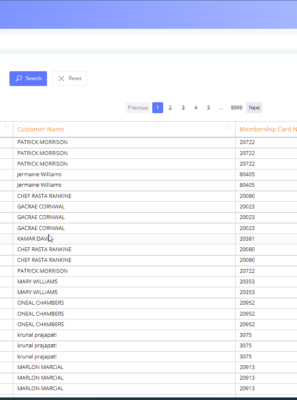 Search Reset
Previous 1 2 3 4 5 .. 8999 Next
Customer Name Membership Card N
PATRICK MORRISON 20722
PATRICK MORRISON 20722
PATRICK MORRISON 20722
Jermaine Williams 80405
Jermaine Williams 80405
CHEF RASTA RANKINE 20080
GACRAE CORNWAL 20023
GACRAE CORNWAL 20023
GACRAE CORNWAL 20023
KAMAR DAVI 20381
CHEF RASTA RANKINE 20080
CHEF RASTA RANKINE 20080
PATRICK MORRISON 20722
MARY WILLIAMS 20353
MARY WILLIAMS 20353
ONEAL CHAMBERS 20952
ONEAL CHAMBERS 20952
ONEAL CHAMBERS 20952
krunal prajapati 3075
krunal prajapati 3075
krunal prajapati 3075
MARLON MARCIAL 20913
MARLON MARCIAL 20913
MARLON MARCIAL 20913